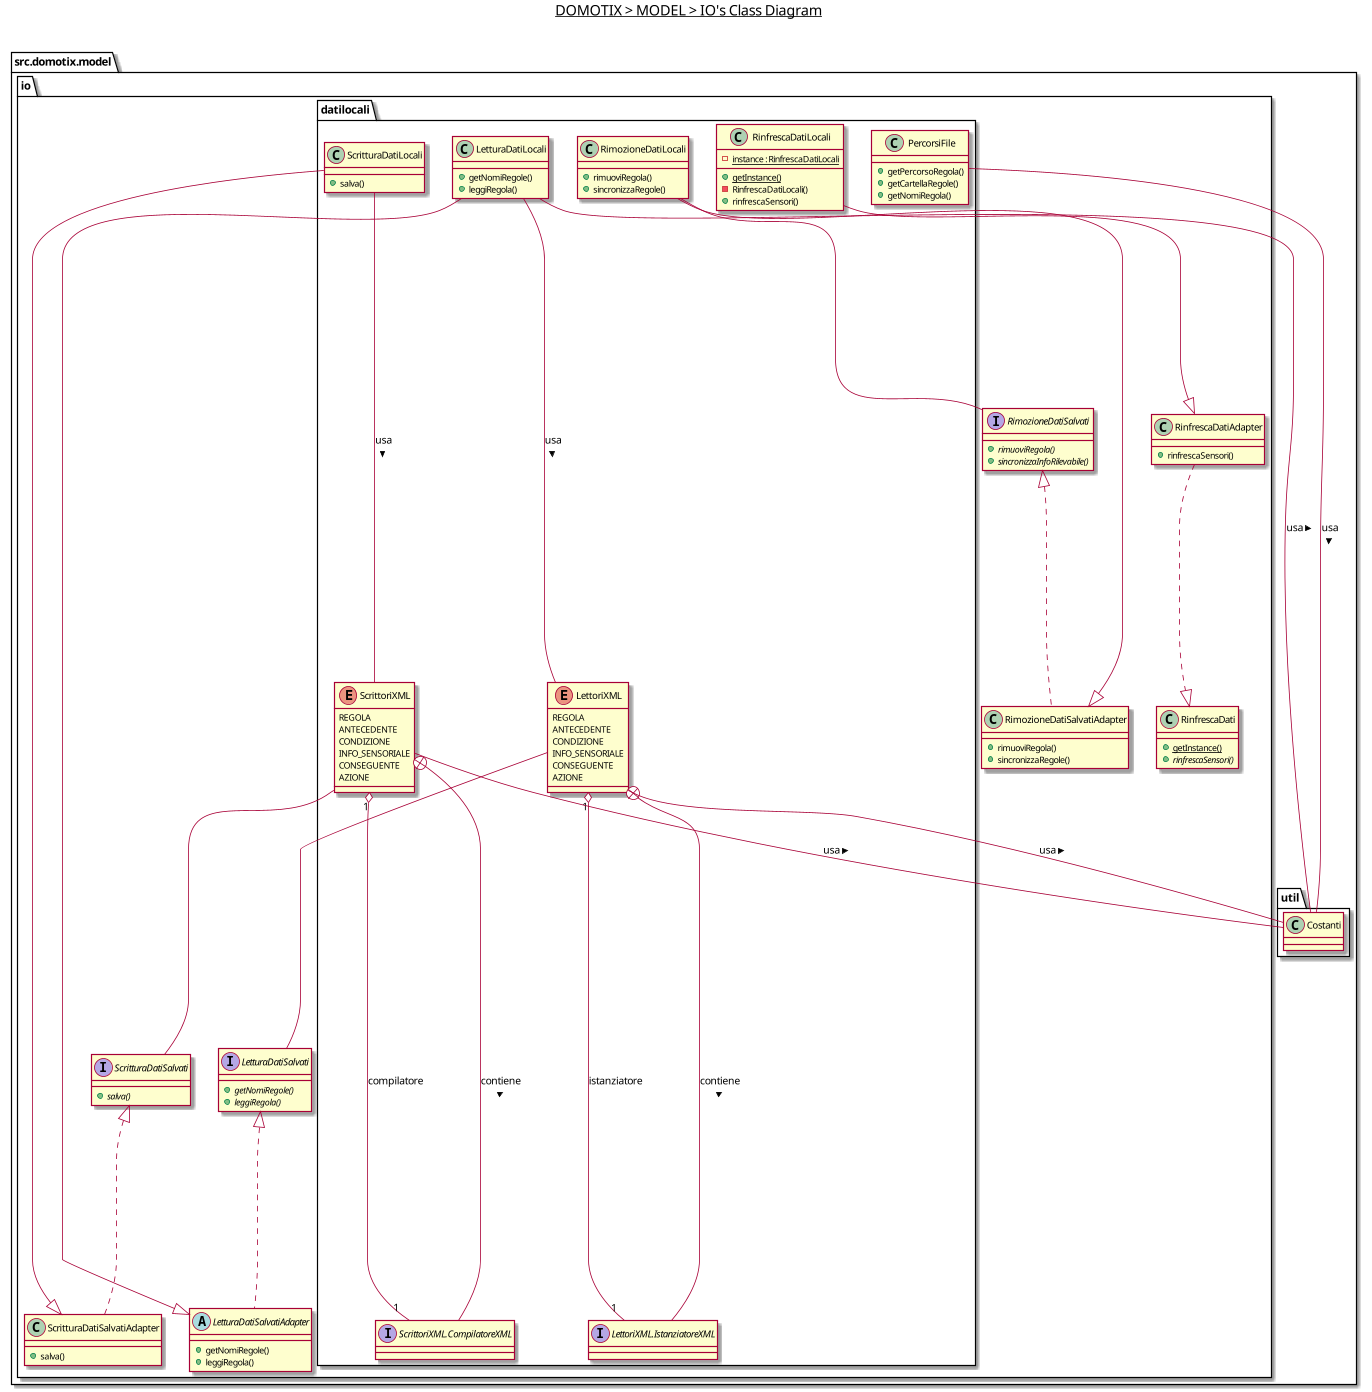 DOMOTIX > MODEL > IO's Class Diagram
src.domotix.model
io
datilocali
C ScritturaDatiLocali
salva()
C LetturaDatiLocali
getNomiRegole()
leggiRegola()
C RimozioneDatiLocali
rimuoviRegola()
sincronizzaRegole()
C RinfrescaDatiLocali
instance : RinfrescaDatiLocali
getInstance()
RinfrescaDatiLocali()
rinfrescaSensori()
C PercorsiFile
getPercorsoRegola()
getCartellaRegole()
getNomiRegola()
I RimozioneDatiSalvati
rimuoviRegola()
sincronizzaInfoRilevabile()
C RinfrescaDatiAdapter
rinfrescaSensori()
usa
usa
usa
usa
E ScrittoriXML
REGOLA
ANTECEDENTE
CONDIZIONE
INFO_SENSORIALE
CONSEGUENTE
AZIONE
E LettoriXML
REGOLA
ANTECEDENTE
CONDIZIONE
INFO_SENSORIALE
CONSEGUENTE
AZIONE
C RimozioneDatiSalvatiAdapter
rimuoviRegola()
sincronizzaRegole()
C RinfrescaDati
getInstance()
rinfrescaSensori()
1
1
usa
usa
util
C Costanti
I ScritturaDatiSalvati
salva()
I LetturaDatiSalvati
getNomiRegole()
leggiRegola()
compilatore
contiene
istanziatore
contiene
1
1
C ScritturaDatiSalvatiAdapter
salva()
A LetturaDatiSalvatiAdapter
getNomiRegole()
leggiRegola()
I ScrittoriXML.CompilatoreXML
I LettoriXML.IstanziatoreXML